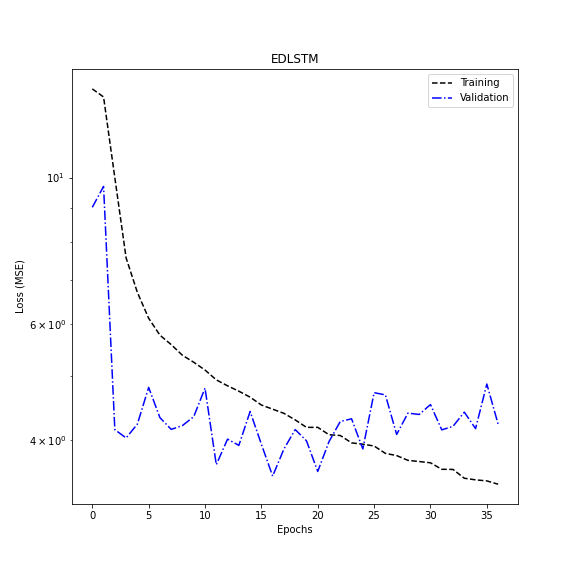 EDLSTM
Training
Validation
10¹
6 × 10⁰
4 × 10⁰
Loss (MSE)
0 5 10 15 20 25 30 35
Epochs